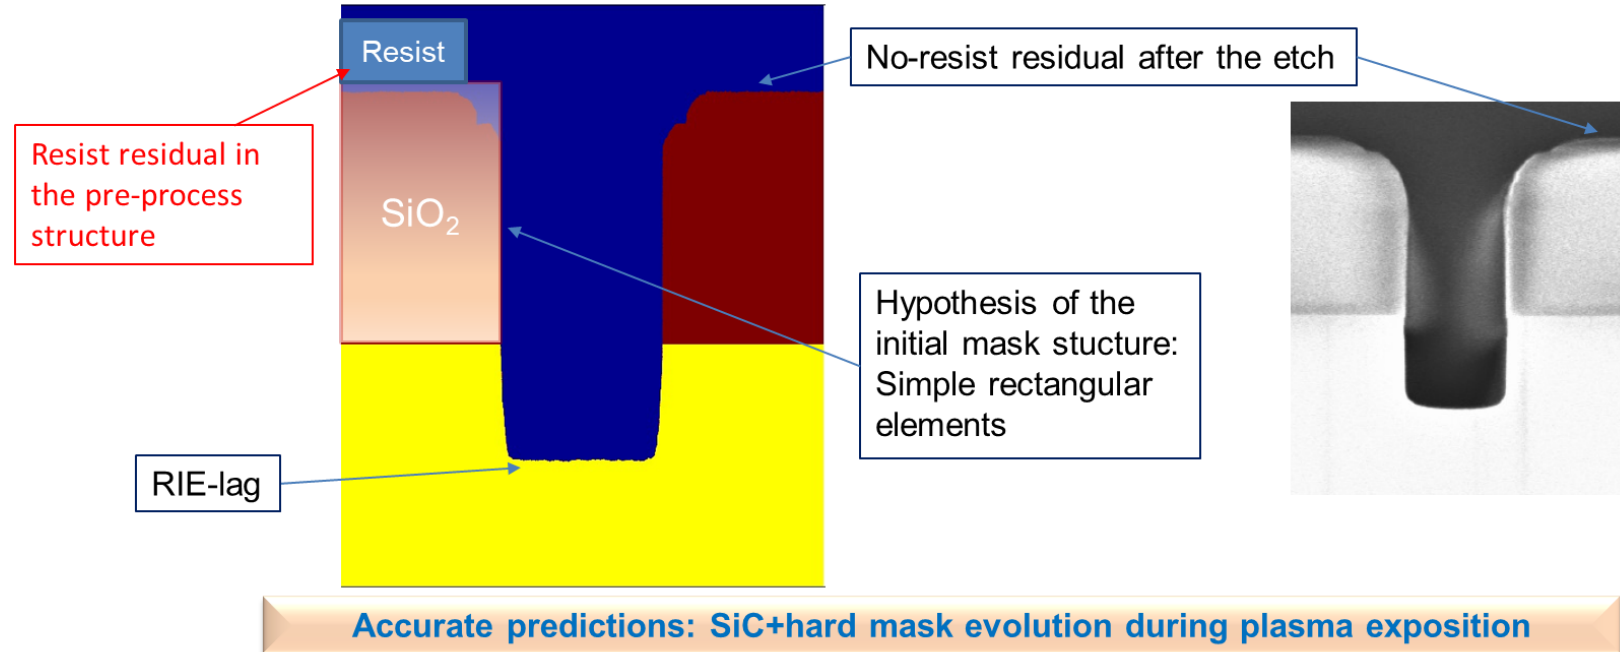 Resist
No-resist residual after the etch
Resist residual in
the pre-process
structure
SiO₂
Hypothesis of the
initial mask stucture:
Simple rectangular
elements
RIE-lag
Accurate predictions: SiC+hard mask evolution during plasma exposition